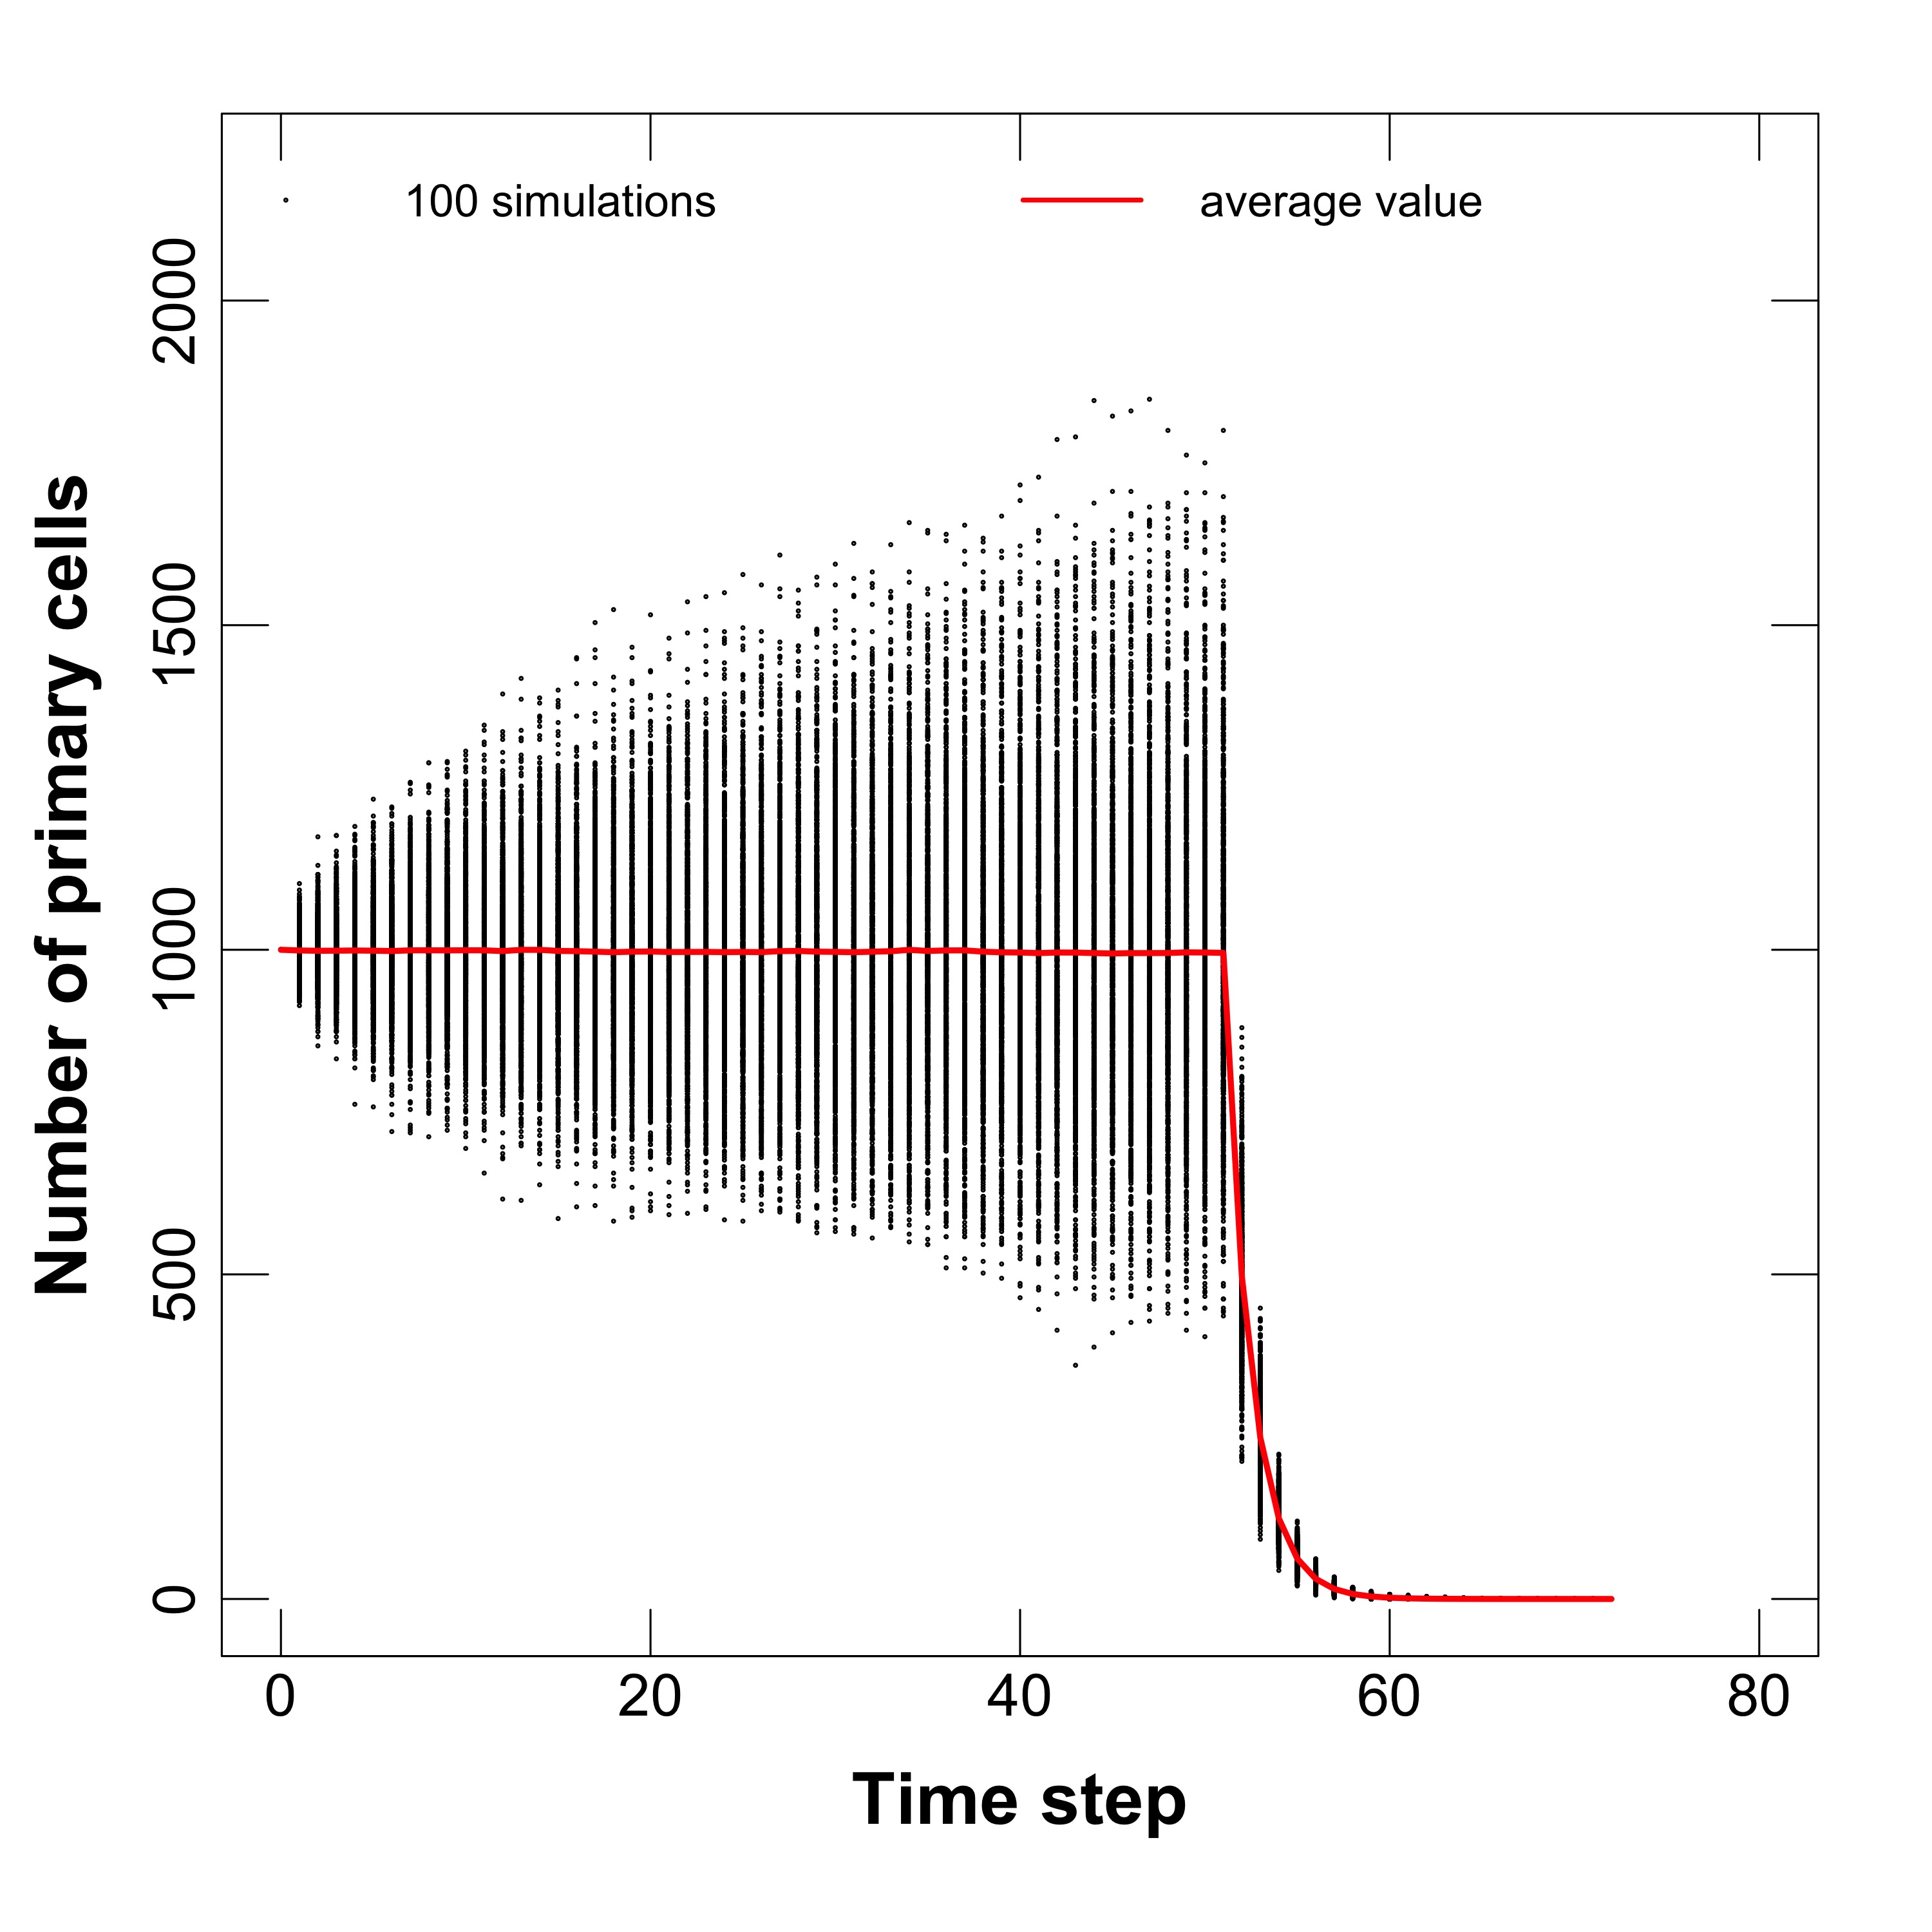 100 simulations
average value
Number of primary cells
2000
1500
1000
500
0
0 20 40 60 80
Time step